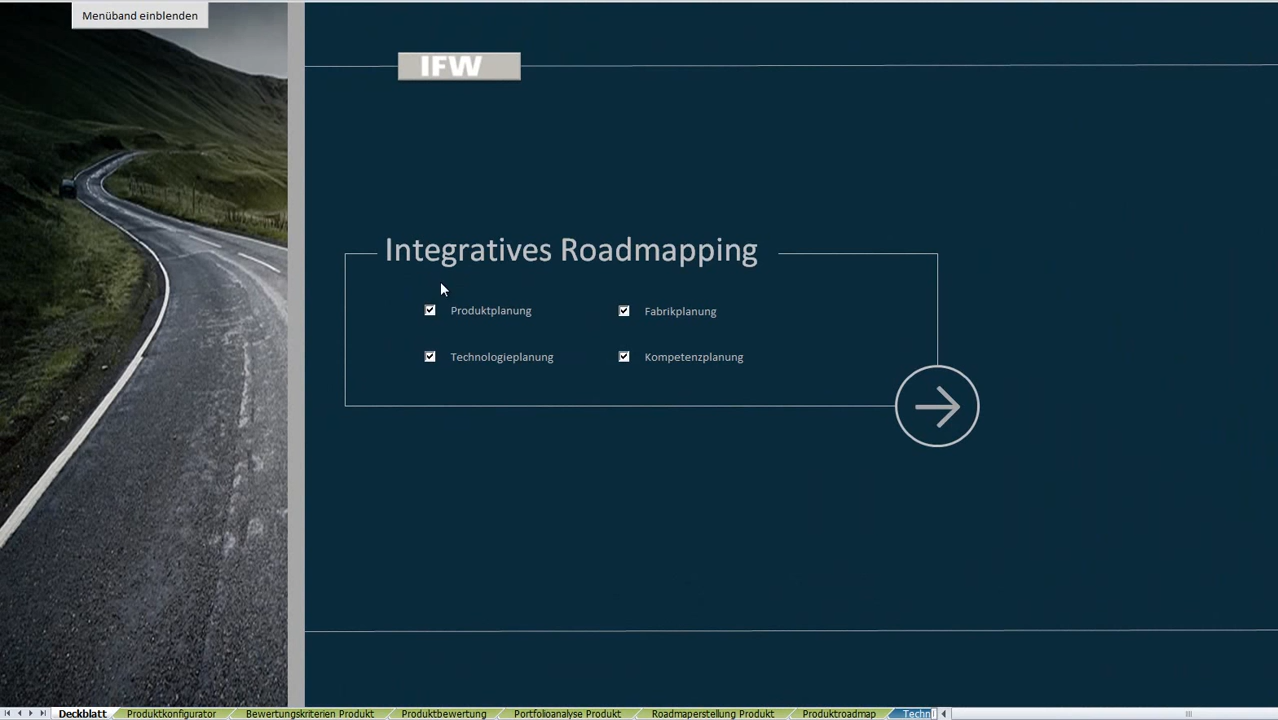 Menüband einblenden
IFW
Integratives Roadmapping
Produktplanung
Fabrikplanung
Technologieplanung
Kompetenzplanung
Deckblatt Produktkonfigurator Bewertungskriterien Produkt Produktbewertung Portfolioanalyse Produkt Roadmaperstellung Produkt Produktroadmap Techn